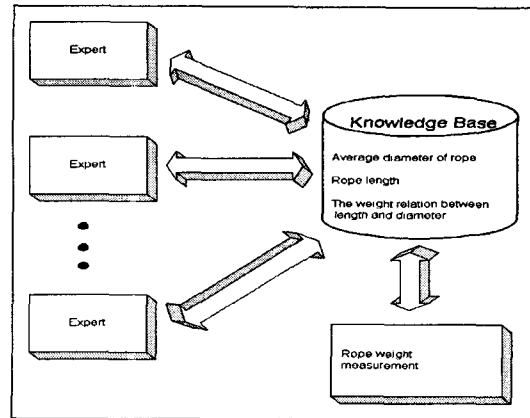 Expert
Expert
Expert
Knowledge Base
Average diameter of rope
Rope length
The weight relation between
length and diameter
Rope weight
measurement